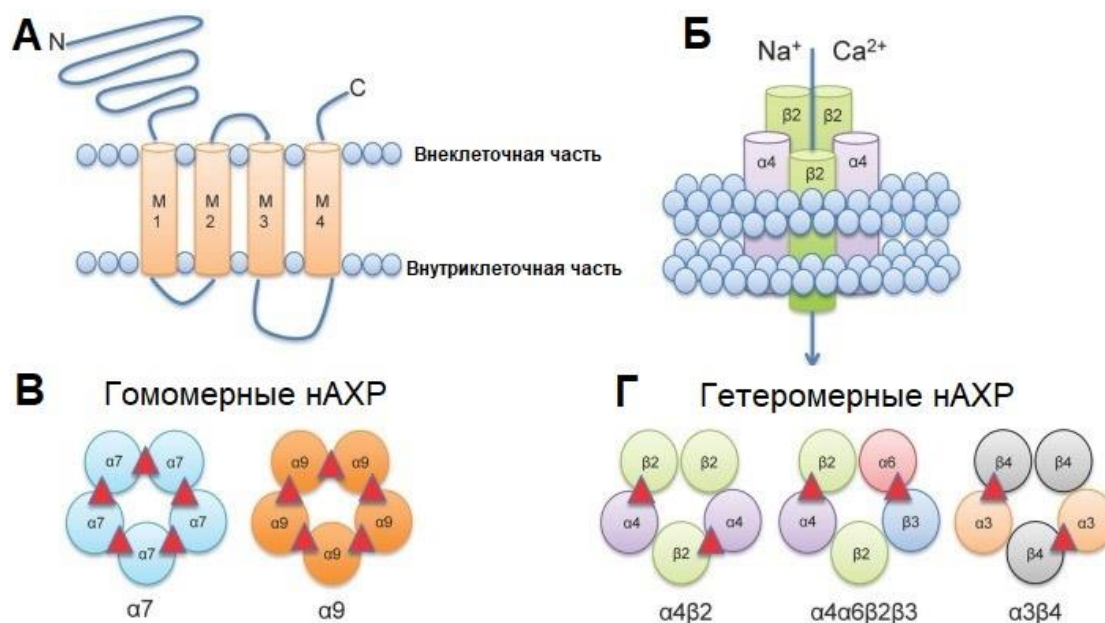 А
N
C
M
1
M
2
M
3
M
4
Внеклеточная часть
Внутриклеточная часть
Б
Na⁺ Ca²⁺
β2 β2
α4 α4
β2
В Гомомерные нАХР
α7 α7
α7 α7
α7
α7
α9 α9
α9 α9
α9
α9
Г Гетеромерные нАХР
β2 β2
α4 α4
β2
α4β2
β2 α6
α4 β3
β2
α4α6β2β3
β4 β4
α3 α3
β4
α3β4